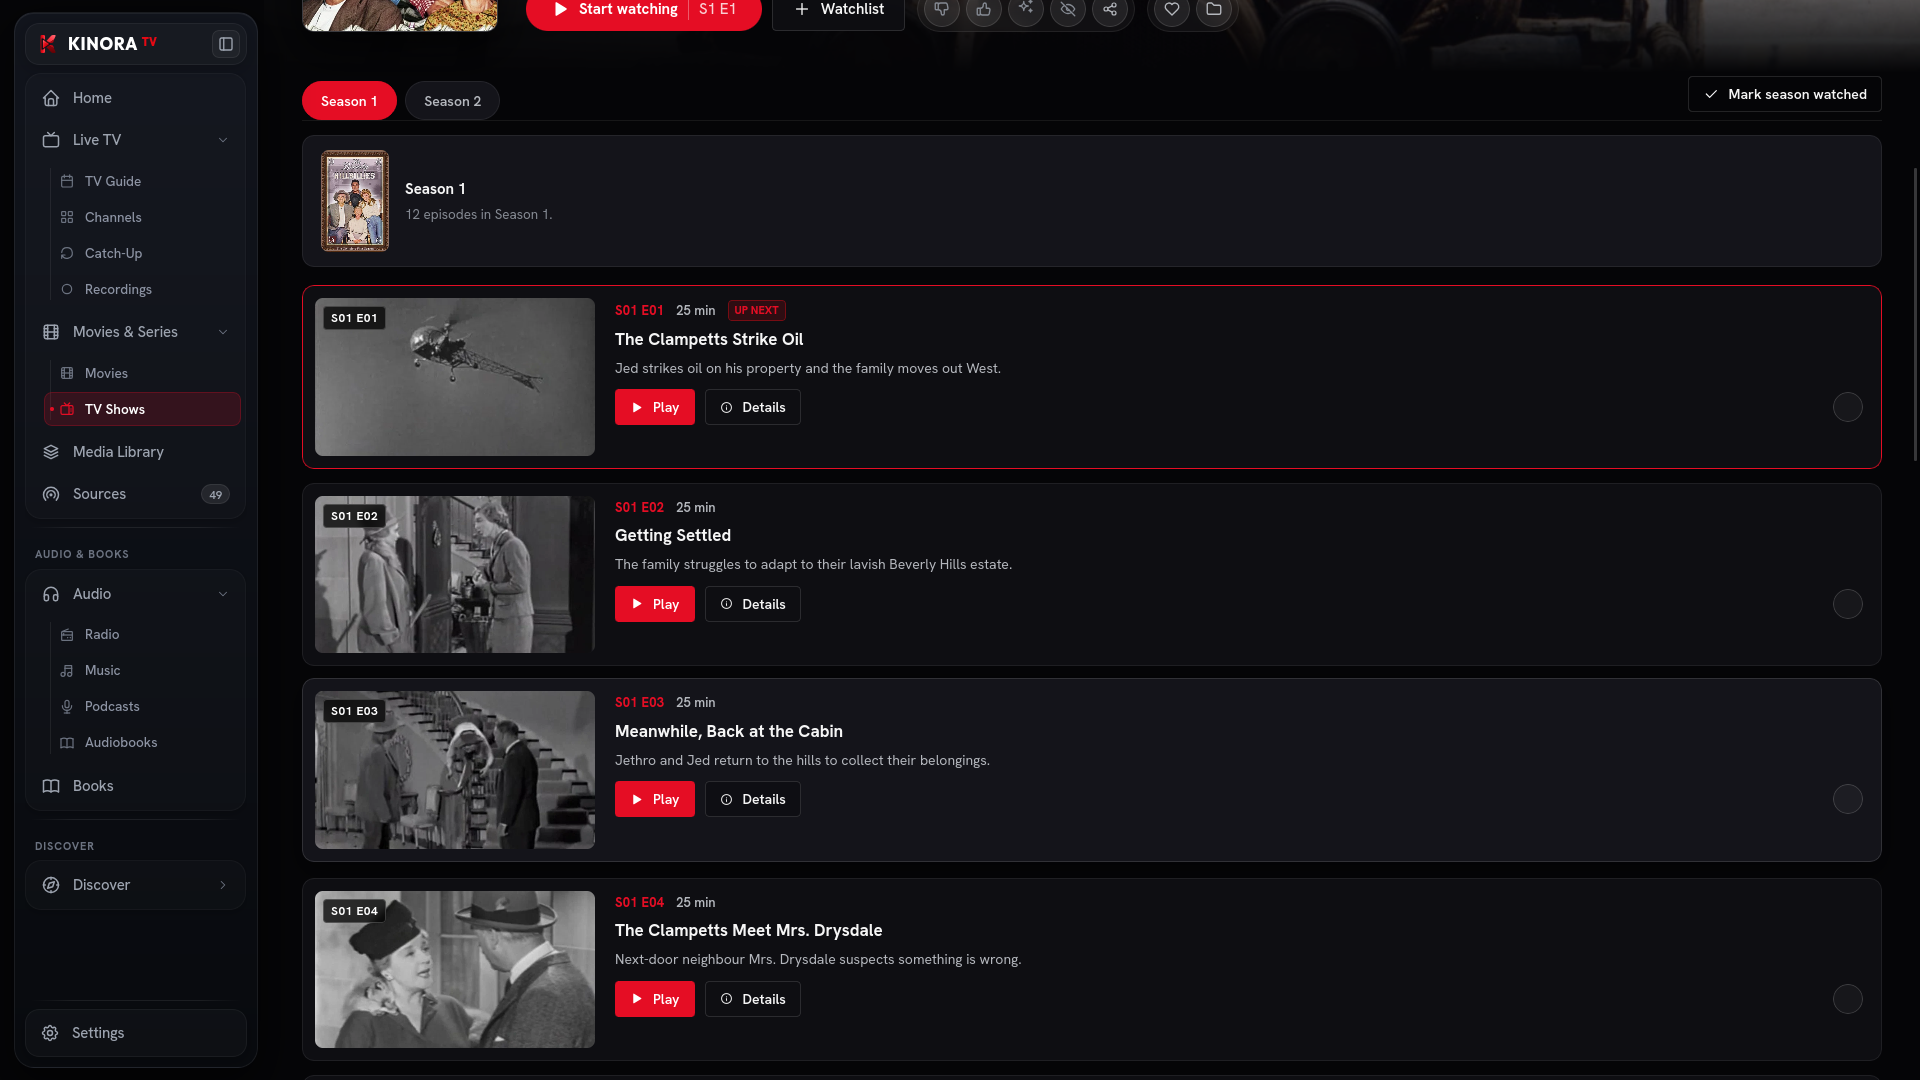 KINORA TV
Home
Live TV
TV Guide
Channels
Catch-Up
Recordings
Movies & Series
Movies
TV Shows
Media Library
Sources 49
AUDIO & BOOKS
Audio
Radio
Music
Podcasts
Audiobooks
Books
DISCOVER
Discover
Settings
Start watching S1 E1
Watchlist
Season 1
Season 2
Mark season watched
HILLBILLIES
Season 1
12 episodes in Season 1.
S01 E01
S01 E01 25 min UP NEXT
The Clampetts Strike Oil
Jed strikes oil on his property and the family moves out West.
Play Details
S01 E02
S01 E02 25 min
Getting Settled
The family struggles to adapt to their lavish Beverly Hills estate.
Play Details
S01 E03
S01 E03 25 min
Meanwhile, Back at the Cabin
Jethro and Jed return to the hills to collect their belongings.
Play Details
S01 E04
S01 E04 25 min
The Clampetts Meet Mrs. Drysdale
Next-door neighbour Mrs. Drysdale suspects something is wrong.
Play Details